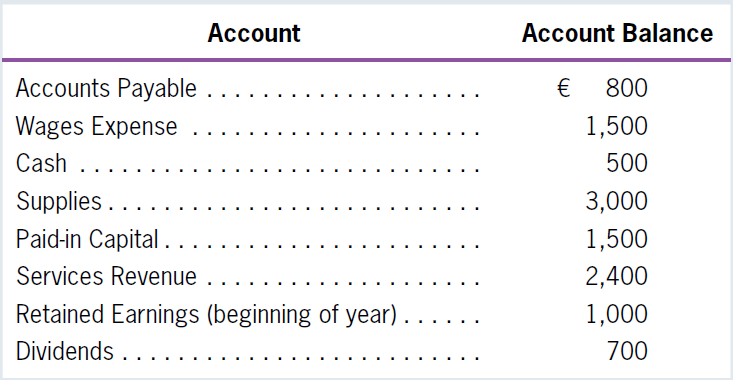 Account Account Balance
Accounts Payable . . . . . . . . . . . . . . . . . . . . € 800
Wages Expense . . . . . . . . . . . . . . . . . . . . . 1,500
Cash . . . . . . . . . . . . . . . . . . . . . . . . . . . . . 500
Supplies . . . . . . . . . . . . . . . . . . . . . . . . . . . 3,000
Paid-in Capital . . . . . . . . . . . . . . . . . . . . . . . 1,500
Services Revenue . . . . . . . . . . . . . . . . . . . . 2,400
Retained Earnings (beginning of year) . . . . . . 1,000
Dividends . . . . . . . . . . . . . . . . . . . . . . . . . . 700